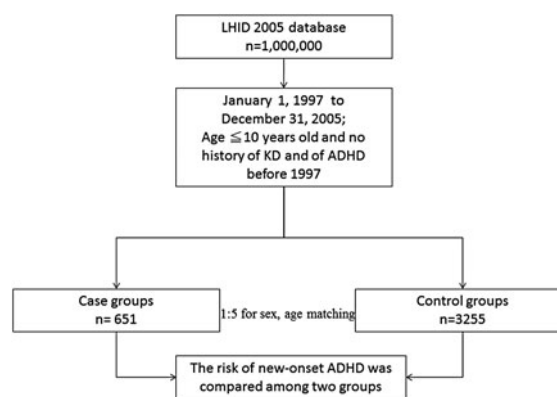 LHID 2005 database
n=1,000,000
January 1, 1997 to
December 31, 2005;
Age ≦10 years old and no
history of KD and of ADHD
before 1997
Case groups
n= 651
1:5 for sex, age matching
Control groups
n=3255
The risk of new-onset ADHD was
compared among two groups